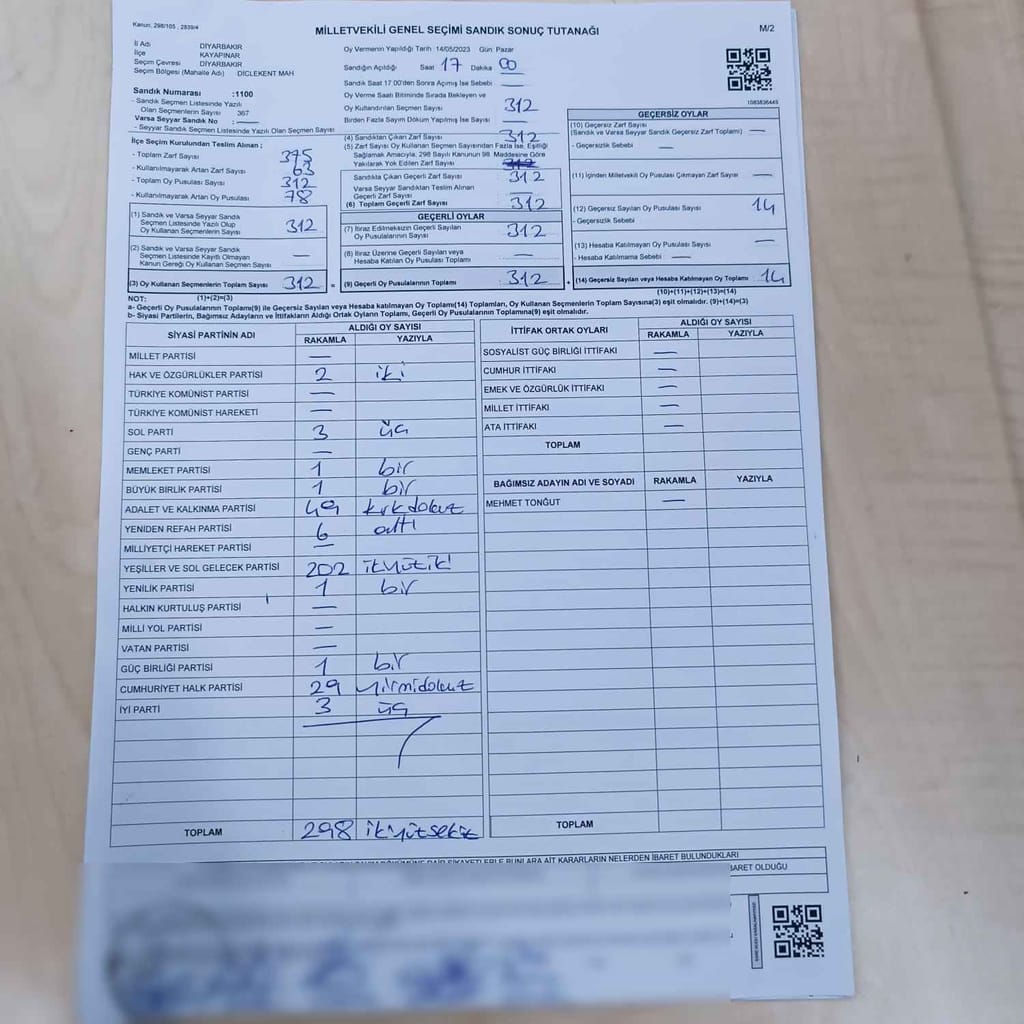 Kanun: 298/105 , 2839/4
MİLLETVEKİLİ GENEL SEÇİMİ SANDIK SONUÇ TUTANAĞI
M/2
İl Adı DİYARBAKIR
İlçe KAYAPINAR
Seçim Çevresi DİYARBAKIR
Seçim Bölgesi (Mahalle Adı) DİCLEKENT MAH
Sandık Numarası :1100
- Sandık Seçmen Listesinde Yazılı
Olan Seçmenlerin Sayısı 367
Varsa Seyyar Sandık No : —
- Seyyar Sandık Seçmen Listesinde Yazılı Olan Seçmen Sayısı
İlçe Seçim Kurulundan Teslim Alınan ;
- Toplam Zarf Sayısı 375
- Kullanılmayarak Artan Zarf Sayısı 63
- Toplam Oy Pusulası Sayısı 312
- Kullanılmayarak Artan Oy Pusulası 78
Oy Vermenin Yapıldığı Tarih :14/05/2023 Gün: Pazar
Sandığın Açıldığı Saat 17 Dakika 00
Sandık Saat 17:00'den Sonra Açımış İse Sebebi —
Oy Verme Saati Bitiminde Sırada Bekleyen ve
Oy Kullandırılan Seçmen Sayısı 312
Birden Fazla Sayım Döküm Yapılmış İse Sayısı —
(4) Sandıktan Çıkan Zarf Sayısı 312
(5) Zarf Sayısı Oy Kullanan Seçmen Sayısından Fazla İse, Eşitliği
Sağlamak Amacıyla, 298 Sayılı Kanunun 98. Maddesine Göre
Yakılarak Yok Edilen Zarf Sayısı 312
Sandıkta Çıkan Geçerli Zarf Sayısı 312
Varsa Seyyar Sandıktan Teslim Alınan
Geçerli Zarf Sayısı —
(6) Toplam Geçerli Zarf Sayısı 312
1083836445
GEÇERSİZ OYLAR
(10) Geçersiz Zarf Sayısı
(Sandık ve Varsa Seyyar Sandık Geçersiz Zarf Toplamı) —
- Geçersizlik Sebebi —
(11) İçinden Milletvekili Oy Pusulası Çıkmayan Zarf Sayısı —
(12) Geçersiz Sayılan Oy Pusulası Sayısı 14
- Geçersizlik Sebebi
(13) Hesaba Katılmayan Oy Pusulası Sayısı —
- Hesaba Katılmama Sebebi —
(14) Geçersiz Sayılan veya Hesaba Katılmayan Oy Toplamı 14
(10)+(11)+(12)+(13)=(14)
(1) Sandık ve Varsa Seyyar Sandık
Seçmen Listesinde Yazılı Olup
Oy Kullanan Seçmenlerin Sayısı 312
(2) Sandık ve Varsa Seyyar Sandık
Seçmen Listesinde Kayıtlı Olmayan
Kanun Gereği Oy Kullanan Seçmen Sayısı —
(3) Oy Kullanan Seçmenlerin Toplam Sayısı 312 =
(1)+(2)=(3)
GEÇERLİ OYLAR
(7) İtiraz Edilmeksizin Geçerli Sayılan
Oy Pusulalarının Sayısı 312
(8) İtiraz Üzerine Geçerli Sayılan veya
Hesaba Katılan Oy Pusulası Toplamı —
(9) Geçerli Oy Pusulalarının Toplamı 312 +
NOT:
a- Geçerli Oy Pusulalarının Toplamı(9) ile Geçersiz Sayılan veya Hesaba katılmayan Oy Toplamı(14) Toplamları, Oy Kullanan Seçmenlerin Toplam Sayısına(3) eşit olmalıdır. (9)+(14)=(3)
b- Siyasi Partilerin, Bağımsız Adayların ve İttifakların Aldığı Ortak Oyların Toplamı, Geçerli Oy Pusulalarının Toplamına(9) eşit olmalıdır.
SİYASİ PARTİNİN ADI ALDIĞI OY SAYISI
RAKAMLA YAZIYLA
MİLLET PARTİSİ —
HAK VE ÖZGÜRLÜKLER PARTİSİ 2 iki
TÜRKİYE KOMÜNİST PARTİSİ —
TÜRKİYE KOMÜNİST HAREKETİ —
SOL PARTİ 3 üç
GENÇ PARTİ —
MEMLEKET PARTİSİ 1 bir
BÜYÜK BİRLİK PARTİSİ 1 bir
ADALET VE KALKINMA PARTİSİ 49 kırkdokuz
YENİDEN REFAH PARTİSİ 6 altı
MİLLİYETÇİ HAREKET PARTİSİ —
YEŞİLLER VE SOL GELECEK PARTİSİ 202 ikiyüziki
YENİLİK PARTİSİ 1 bir
HALKIN KURTULUŞ PARTİSİ —
MİLLİ YOL PARTİSİ —
VATAN PARTİSİ —
GÜÇ BİRLİĞİ PARTİSİ 1 bir
CUMHURİYET HALK PARTİSİ 29 yirmidokuz
İYİ PARTİ 3 üç
TOPLAM 298
İTTİFAK ORTAK OYLARI ALDIĞI OY SAYISI
RAKAMLA YAZIYLA
SOSYALİST GÜÇ BİRLİĞİ İTTİFAKI —
CUMHUR İTTİFAKI —
EMEK VE ÖZGÜRLÜK İTTİFAKI —
MİLLET İTTİFAKI —
ATA İTTİFAKI —
TOPLAM
BAĞIMSIZ ADAYIN ADI VE SOYADI RAKAMLA YAZIYLA
MEHMET TONĞUT —
TOPLAM
DÖKÜMÜNE DAİR ŞİKAYETLERLE BUNLARA AİT KARARLARIN NELERDEN İBARET BULUNDUKLARI
İBARET OLDUĞU